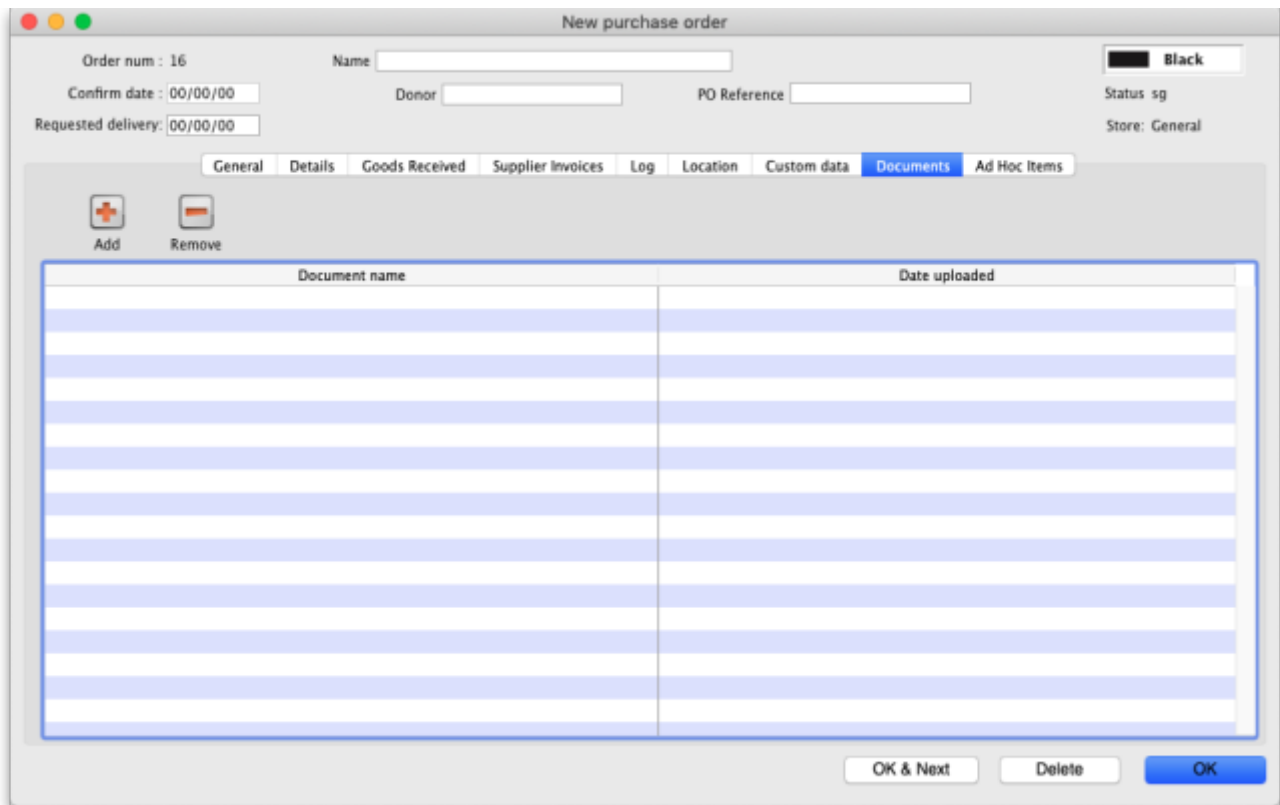 New purchase order
Order num : 16 Name Black
Confirm date : 00/00/00 Donor PO Reference Status sg
Requested delivery: 00/00/00 Store: General
General Details Goods Received Supplier Invoices Log Location Custom data Documents Ad Hoc Items
Add Remove
Document name Date uploaded
OK & Next Delete OK